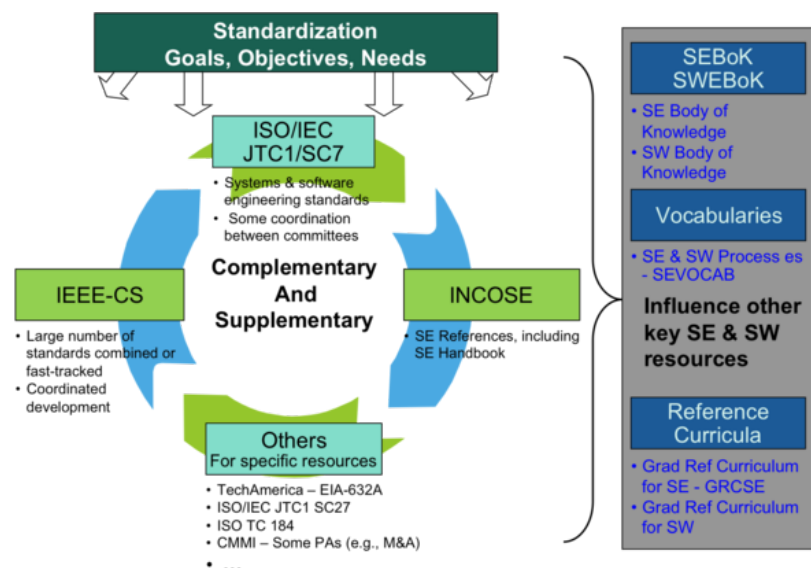 Standardization
Goals, Objectives, Needs
ISO/IEC
JTC1/SC7
• Systems & software
engineering standards
• Some coordination
between committees
Complementary
And
Supplementary
IEEE-CS
• Large number of
standards combined or
fast-tracked
• Coordinated
development
INCOSE
• SE References, including
SE Handbook
Others
For specific resources
• TechAmerica – EIA-632A
• ISO/IEC JTC1 SC27
• ISO TC 184
• CMMI – Some PAs (e.g., M&A)
• ...
SEBoK
SWEBoK
• SE Body of
Knowledge
• SW Body of
Knowledge
Vocabularies
• SE & SW Process es
- SEVOCAB
Influence other
key SE & SW
resources
Reference
Curricula
• Grad Ref Curriculum
for SE - GRCSE
• Grad Ref Curriculum
for SW